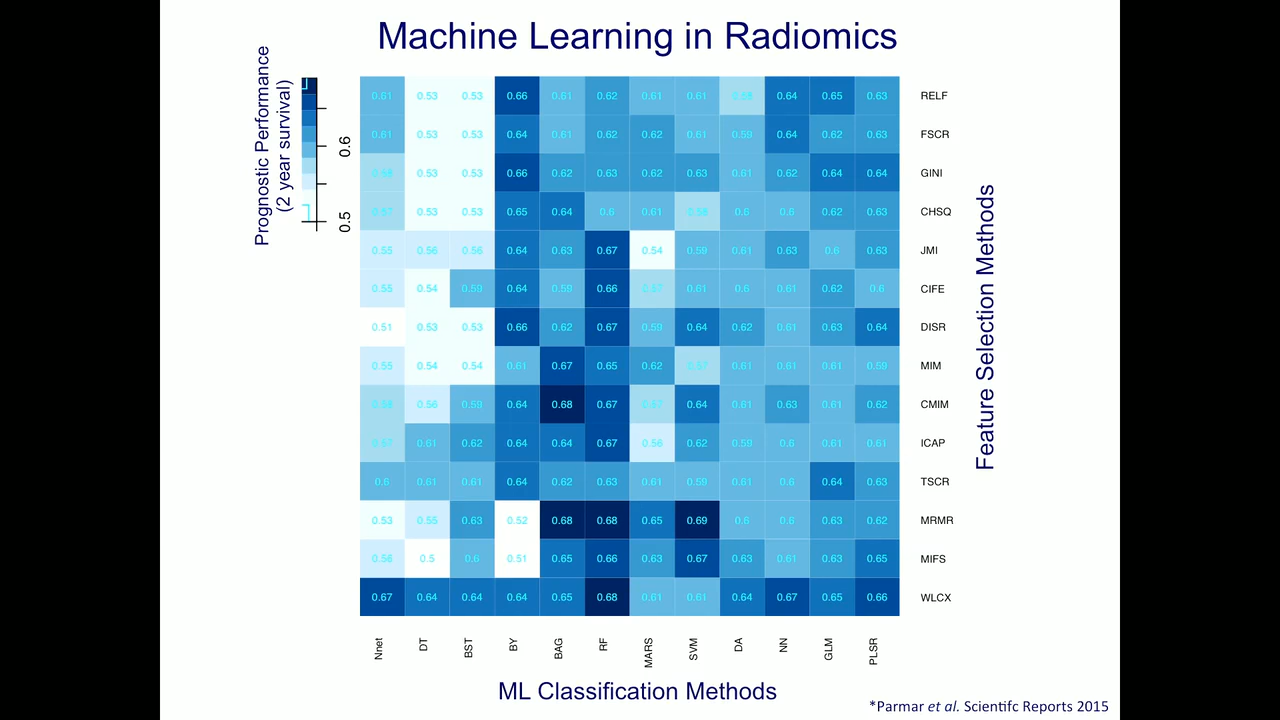 Machine Learning in Radiomics
Prognostic Performance
(2 year survival)
0.6
0.5
0.61 0.53 0.53 0.66 0.61 0.62 0.61 0.61 0.64 0.65 0.63 RELF
0.61 0.53 0.53 0.64 0.61 0.62 0.62 0.61 0.59 0.64 0.62 0.63 FSCR
0.53 0.53 0.66 0.62 0.63 0.62 0.63 0.61 0.62 0.64 0.64 GINI
0.53 0.53 0.65 0.64 0.6 0.61 0.58 0.6 0.6 0.62 0.63 CHSQ
0.55 0.56 0.56 0.64 0.63 0.67 0.54 0.59 0.61 0.63 0.6 0.63 JMI
0.55 0.54 0.59 0.64 0.59 0.66 0.57 0.61 0.6 0.61 0.62 0.6 CIFE
0.51 0.53 0.53 0.66 0.62 0.67 0.59 0.64 0.62 0.61 0.63 0.64 DISR
0.55 0.54 0.54 0.61 0.67 0.65 0.62 0.57 0.61 0.61 0.61 0.59 MIM
0.56 0.59 0.64 0.68 0.67 0.57 0.64 0.61 0.63 0.61 0.62 CMIM
0.57 0.61 0.62 0.64 0.64 0.67 0.56 0.62 0.59 0.6 0.61 0.61 ICAP
0.6 0.61 0.61 0.64 0.62 0.63 0.61 0.59 0.61 0.6 0.64 0.63 TSCR
0.53 0.55 0.63 0.52 0.68 0.68 0.65 0.69 0.6 0.6 0.63 0.62 MRMR
0.56 0.5 0.6 0.51 0.65 0.66 0.63 0.67 0.63 0.61 0.63 0.65 MIFS
0.67 0.64 0.64 0.64 0.65 0.68 0.61 0.61 0.64 0.67 0.65 0.66 WLCX
Feature Selection Methods
Nnet DT BST BY BAG RF MARS SVM DA NN GLM PLSR
ML Classification Methods
*Parmar et al. Scientifc Reports 2015